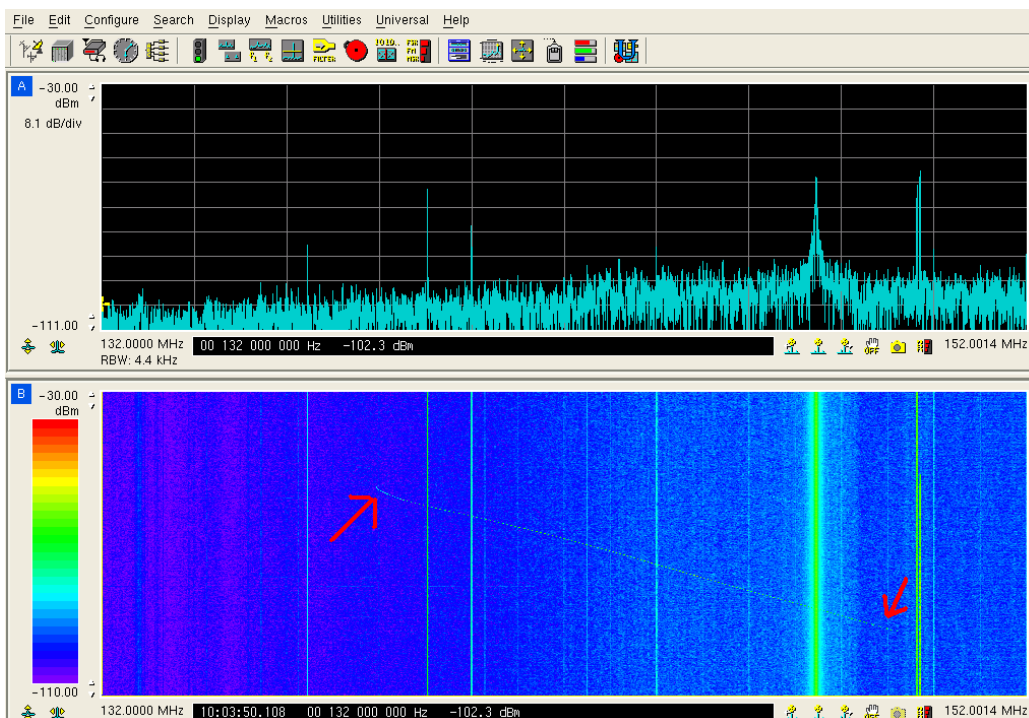 File Edit Configure Search Display Macros Utilities Universal Help
FILTER
A -30.00
dBm
8.1 dB/div
-111.00
132.0000 MHz 00 132 000 000 Hz -102.3 dBm OFF 152.0014 MHz
RBW: 4.4 kHz
B -30.00
dBm
-110.00
132.0000 MHz 10:03:50.108 00 132 000 000 Hz -102.3 dBm OFF 152.0014 MHz